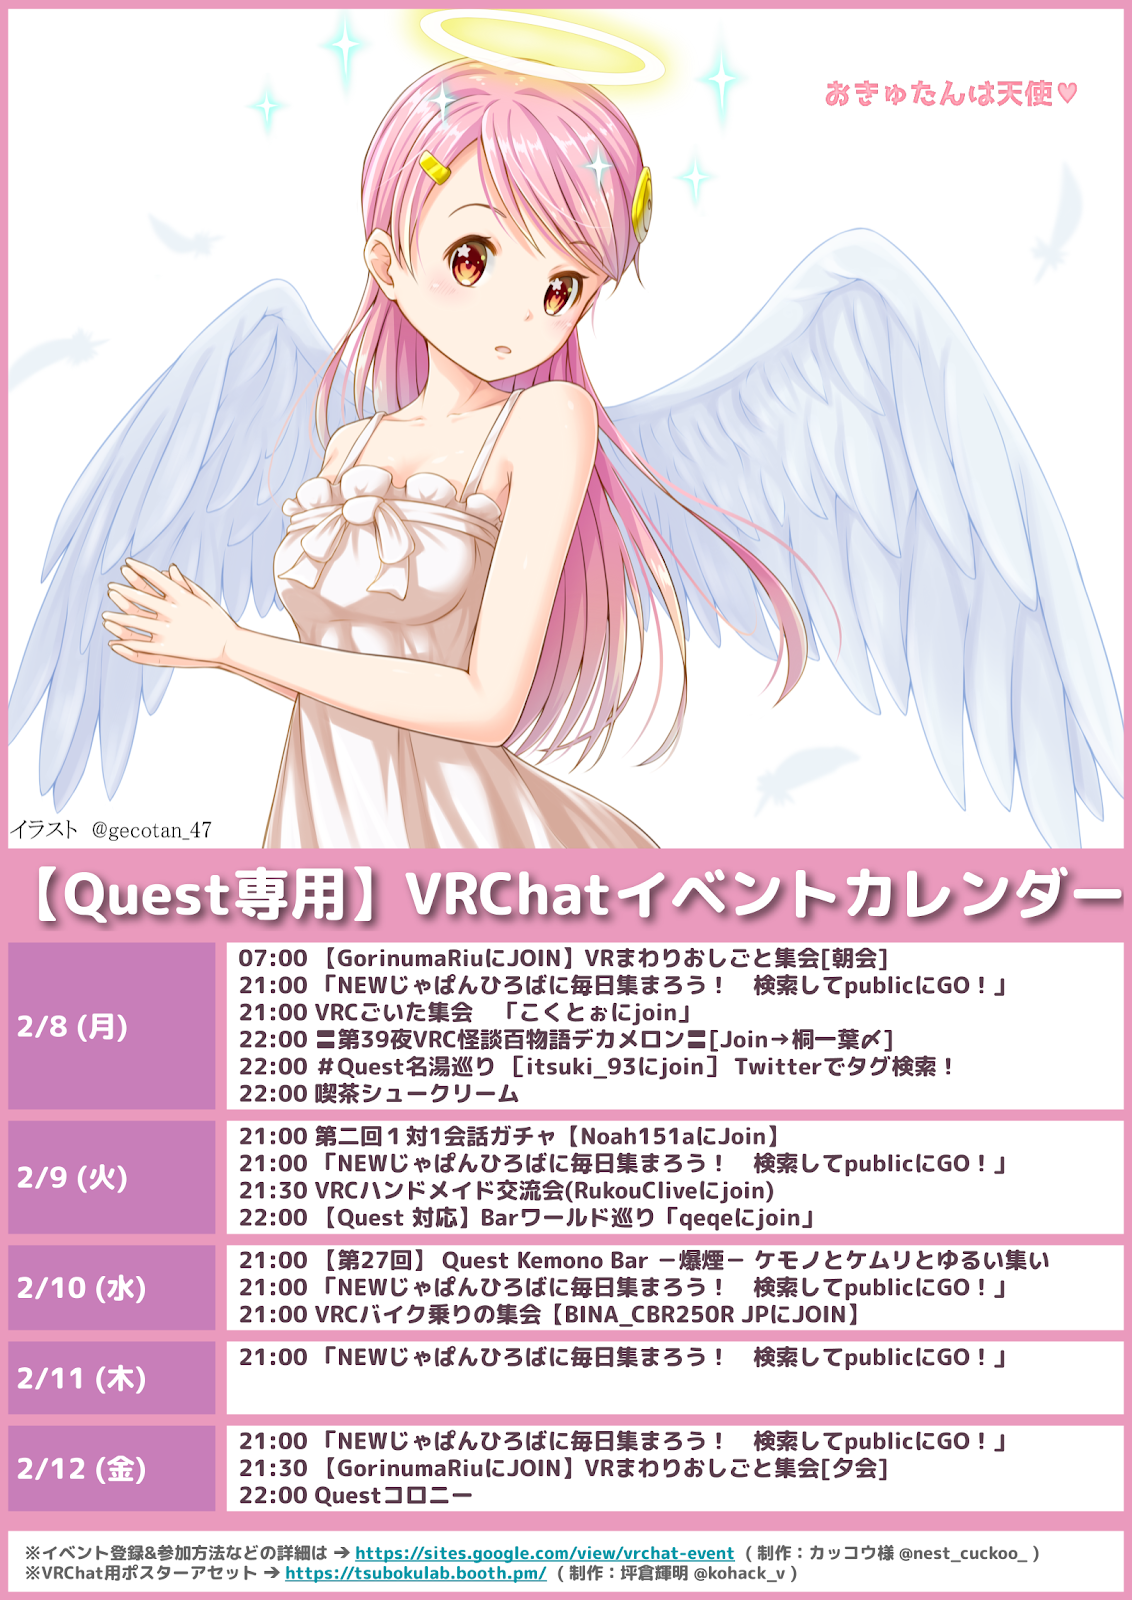 おきゅたんは天使♥
イラスト @gecotan_47
【Quest専用】VRChatイベントカレンダー
2/8 (月)
07:00 【GorinumaRiuにJOIN】VRまわりおしごと集会[朝会]
21:00 「NEWじゃぱんひろばに毎日集まろう！　検索してpublicにGO！」
21:00 VRCごいた集会　「こくとぉにjoin」
22:00 〓第39夜VRC怪談百物語デカメロン〓[Join→桐一葉〆]
22:00 ＃Quest名湯巡り ［itsuki_93にjoin］ Twitterでタグ検索！
22:00 喫茶シュークリーム
2/9 (火)
21:00 第二回１対1会話ガチャ【Noah151aにJoin】
21:00 「NEWじゃぱんひろばに毎日集まろう！　検索してpublicにGO！」
21:30 VRCハンドメイド交流会(RukouCliveにjoin)
22:00 【Quest 対応】Barワールド巡り「qeqeにjoin」
2/10 (水)
21:00 【第27回】 Quest Kemono Bar －爆煙－ ケモノとケムリとゆるい集い
21:00 「NEWじゃぱんひろばに毎日集まろう！　検索してpublicにGO！」
21:00 VRCバイク乗りの集会【BINA_CBR250R JPにJOIN】
2/11 (木)
21:00 「NEWじゃぱんひろばに毎日集まろう！　検索してpublicにGO！」
2/12 (金)
21:00 「NEWじゃぱんひろばに毎日集まろう！　検索してpublicにGO！」
21:30 【GorinumaRiuにJOIN】VRまわりおしごと集会[夕会]
22:00 Questコロニー
※イベント登録&参加方法などの詳細は → https://sites.google.com/view/vrchat-event ( 制作：カッコウ様 @nest_cuckoo_ )
※VRChat用ポスターアセット → https://tsubokulab.booth.pm/ ( 制作：坪倉輝明 @kohack_v )